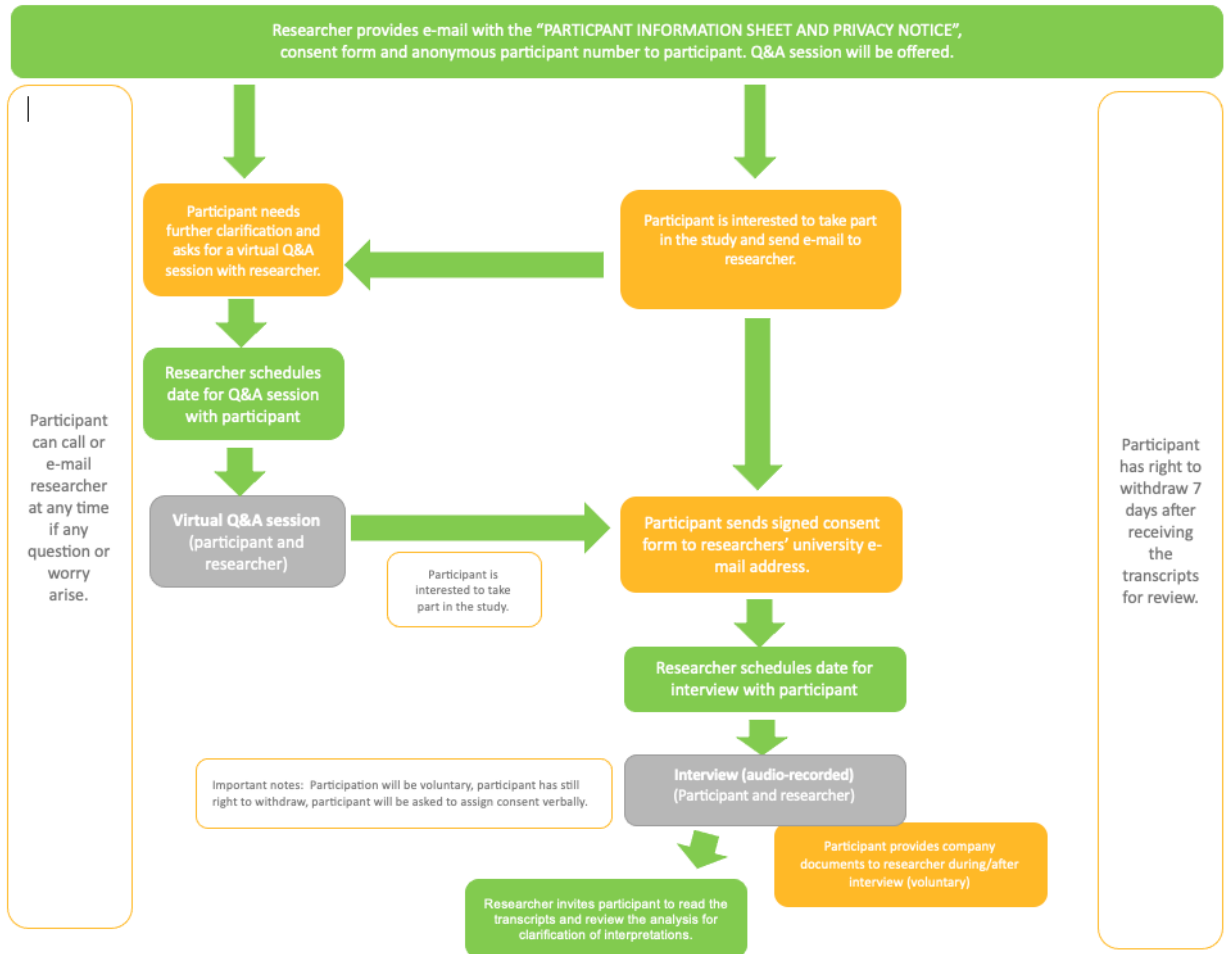 Researcher provides e-mail with the “PARTICPANT INFORMATION SHEET AND PRIVACY NOTICE”,
consent form and anonymous participant number to participant. Q&A session will be offered.
Participant needs
further clarification and
asks for a virtual Q&A
session with researcher.
Participant is interested to take part
in the study and send e-mail to
researcher.
Researcher schedules
date for Q&A session
with participant
Participant
can call or
e-mail
researcher
at any time
if any
question or
worry
arise.
Participant
has right to
withdraw 7
days after
receiving
the
transcripts
for review.
Virtual Q&A session
(participant and
researcher)
Participant is
interested to take
part in the study.
Participant sends signed consent
form to researchers’ university e-
mail address.
Researcher schedules date for
interview with participant
Important notes:  Participation will be voluntary, participant has still
right to withdraw, participant will be asked to assign consent verbally.
Interview (audio-recorded)
(Participant and researcher)
Participant provides company
documents to researcher during/after
interview (voluntary)
Researcher invites participant to read the
transcripts and review the analysis for
clarification of interpretations.